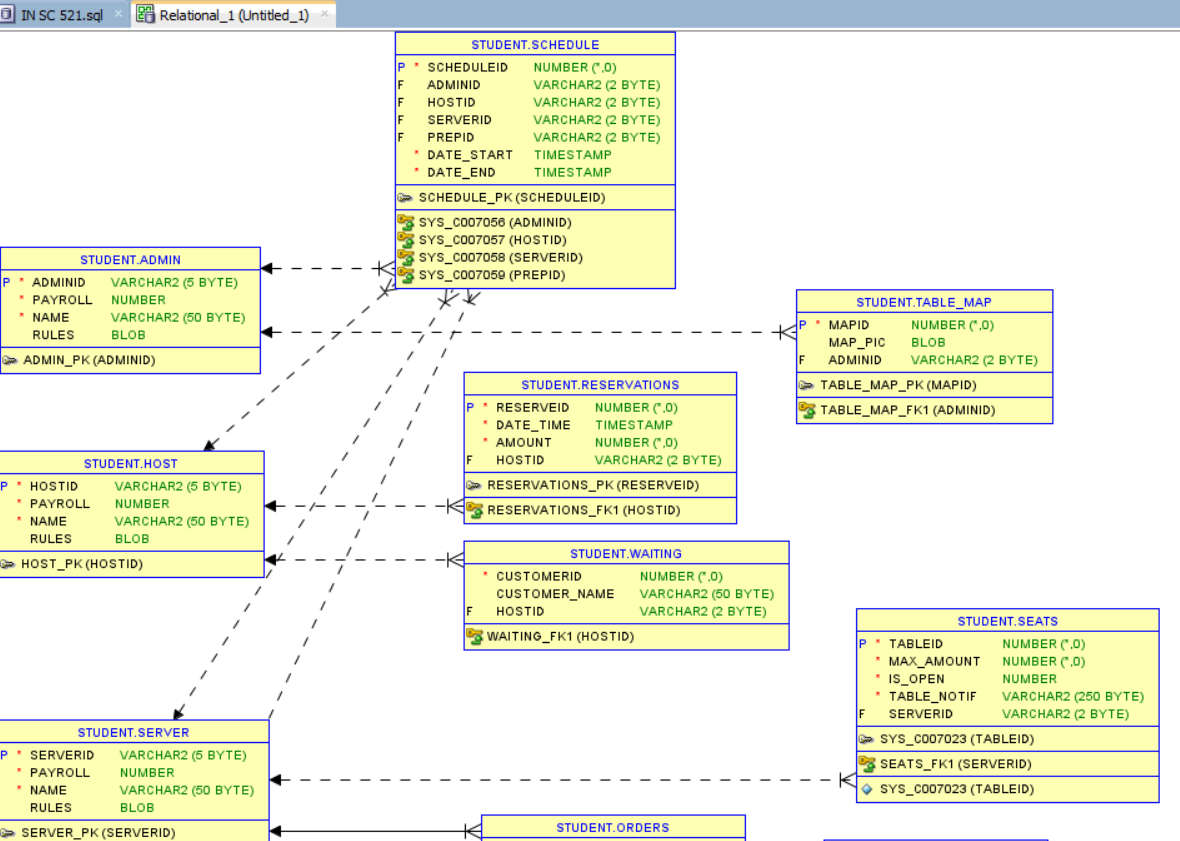 IN SC 521.sql
Relational_1 (Untitled_1)
STUDENT.SCHEDULE
P * SCHEDULEID NUMBER (*,0)
F ADMINID VARCHAR2 (2 BYTE)
F HOSTID VARCHAR2 (2 BYTE)
F SERVERID VARCHAR2 (2 BYTE)
F PREPID VARCHAR2 (2 BYTE)
* DATE_START TIMESTAMP
* DATE_END TIMESTAMP
SCHEDULE_PK (SCHEDULEID)
SYS_C007056 (ADMINID)
SYS_C007057 (HOSTID)
SYS_C007058 (SERVERID)
SYS_C007059 (PREPID)
STUDENT.ADMIN
P * ADMINID VARCHAR2 (5 BYTE)
* PAYROLL NUMBER
* NAME VARCHAR2 (50 BYTE)
RULES BLOB
ADMIN_PK (ADMINID)
STUDENT.TABLE_MAP
P * MAPID NUMBER (*,0)
MAP_PIC BLOB
F ADMINID VARCHAR2 (2 BYTE)
TABLE_MAP_PK (MAPID)
TABLE_MAP_FK1 (ADMINID)
STUDENT.RESERVATIONS
P * RESERVEID NUMBER (*,0)
* DATE_TIME TIMESTAMP
* AMOUNT NUMBER (*,0)
F HOSTID VARCHAR2 (2 BYTE)
RESERVATIONS_PK (RESERVEID)
RESERVATIONS_FK1 (HOSTID)
STUDENT.HOST
P * HOSTID VARCHAR2 (5 BYTE)
* PAYROLL NUMBER
* NAME VARCHAR2 (50 BYTE)
RULES BLOB
HOST_PK (HOSTID)
STUDENT.WAITING
* CUSTOMERID NUMBER (*,0)
CUSTOMER_NAME VARCHAR2 (50 BYTE)
F HOSTID VARCHAR2 (2 BYTE)
WAITING_FK1 (HOSTID)
STUDENT.SEATS
P * TABLEID NUMBER (*,0)
* MAX_AMOUNT NUMBER (*,0)
* IS_OPEN NUMBER
* TABLE_NOTIF VARCHAR2 (250 BYTE)
F SERVERID VARCHAR2 (2 BYTE)
SYS_C007023 (TABLEID)
SEATS_FK1 (SERVERID)
SYS_C007023 (TABLEID)
STUDENT.SERVER
P * SERVERID VARCHAR2 (5 BYTE)
* PAYROLL NUMBER
* NAME VARCHAR2 (50 BYTE)
RULES BLOB
SERVER_PK (SERVERID)
STUDENT.ORDERS